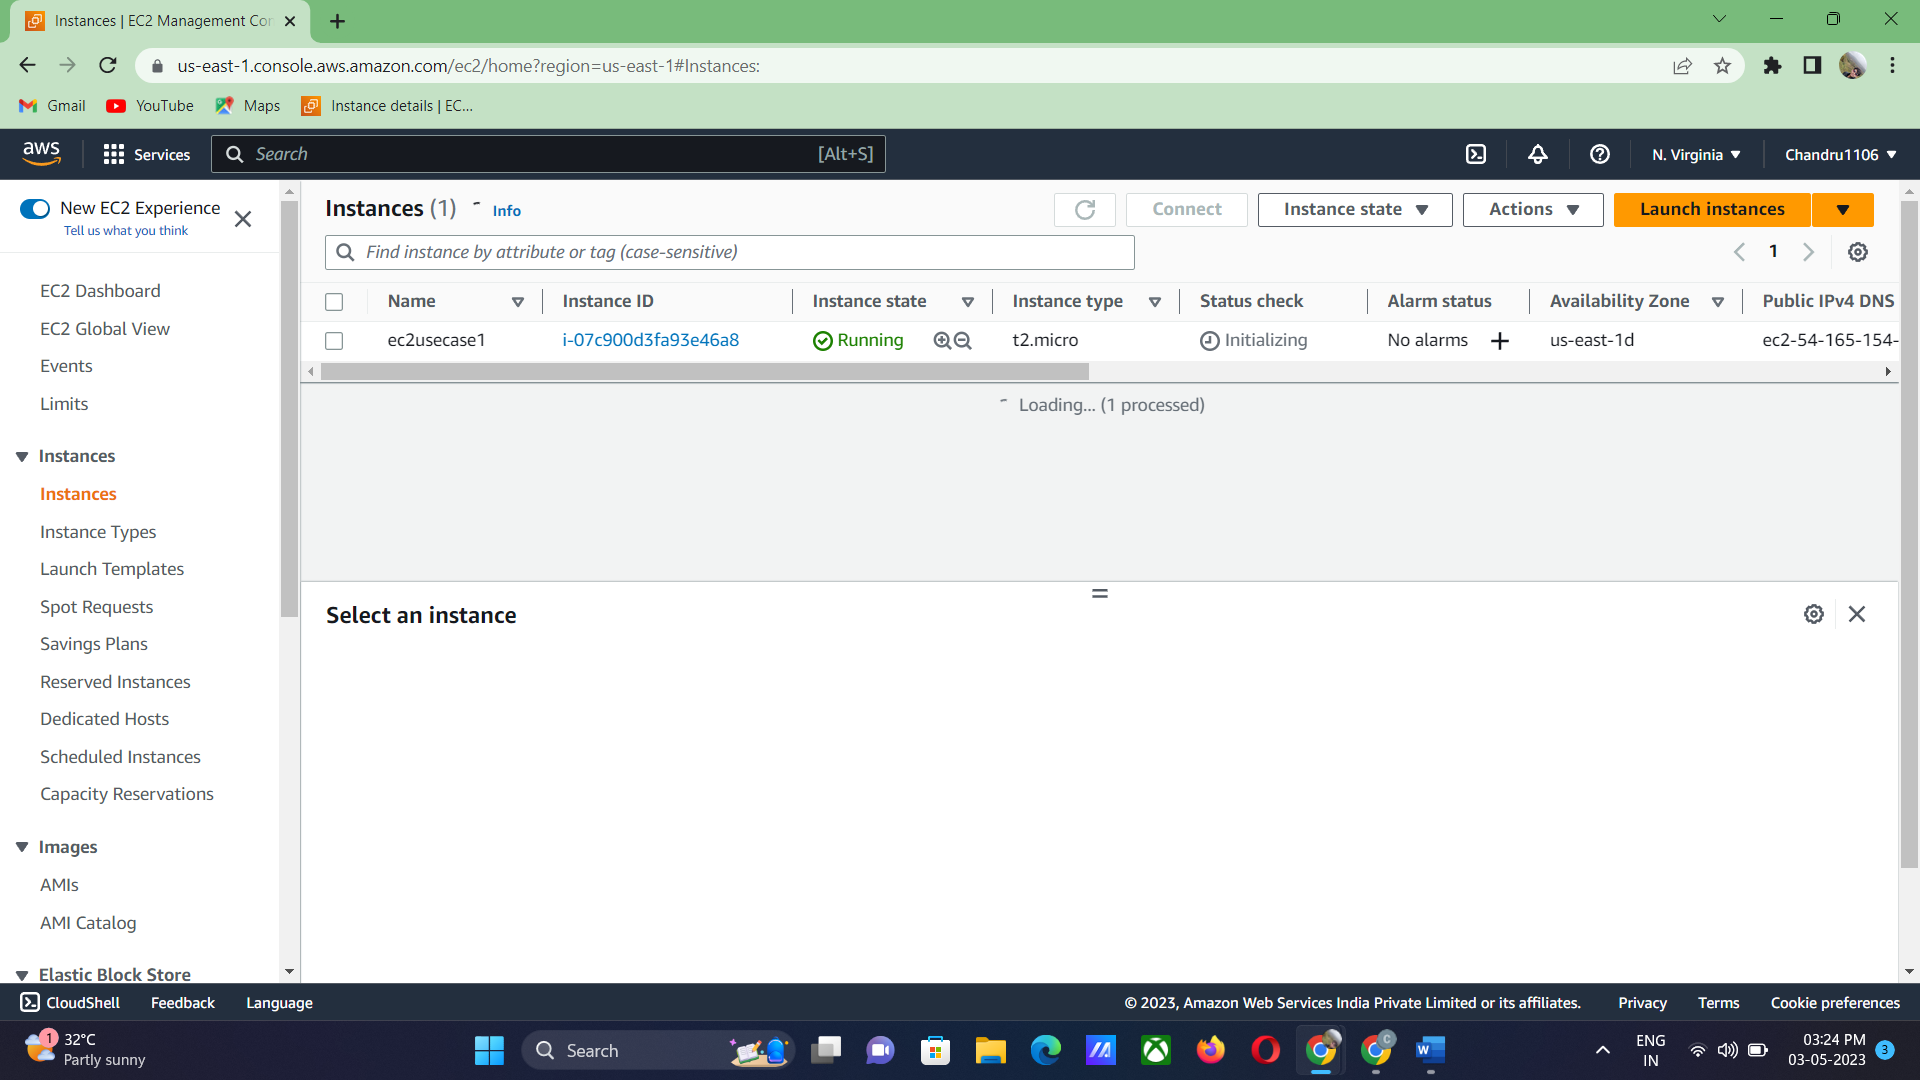 Instances | EC2 Management Con
us-east-1.console.aws.amazon.com/ec2/home?region=us-east-1#Instances:
Gmail YouTube Maps Instance details | EC...
aws Services Search [Alt+S] N. Virginia Chandru1106
New EC2 Experience
Tell us what you think
EC2 Dashboard
EC2 Global View
Events
Limits
Instances
Instances
Instance Types
Launch Templates
Spot Requests
Savings Plans
Reserved Instances
Dedicated Hosts
Scheduled Instances
Capacity Reservations
Images
AMIs
AMI Catalog
Elastic Block Store
Instances (1) Info Connect Instance state Actions Launch instances
Find instance by attribute or tag (case-sensitive) 1
Name Instance ID Instance state Instance type Status check Alarm status Availability Zone Public IPv4 DNS
ec2usecase1 i-07c900d3fa93e46a8 Running t2.micro Initializing No alarms us-east-1d ec2-54-165-154-
Loading... (1 processed)
Select an instance
CloudShell Feedback Language © 2023, Amazon Web Services India Private Limited or its affiliates. Privacy Terms Cookie preferences
1 32°C
Partly sunny
Search
C
W
ENG
IN
03:24 PM
03-05-2023
3